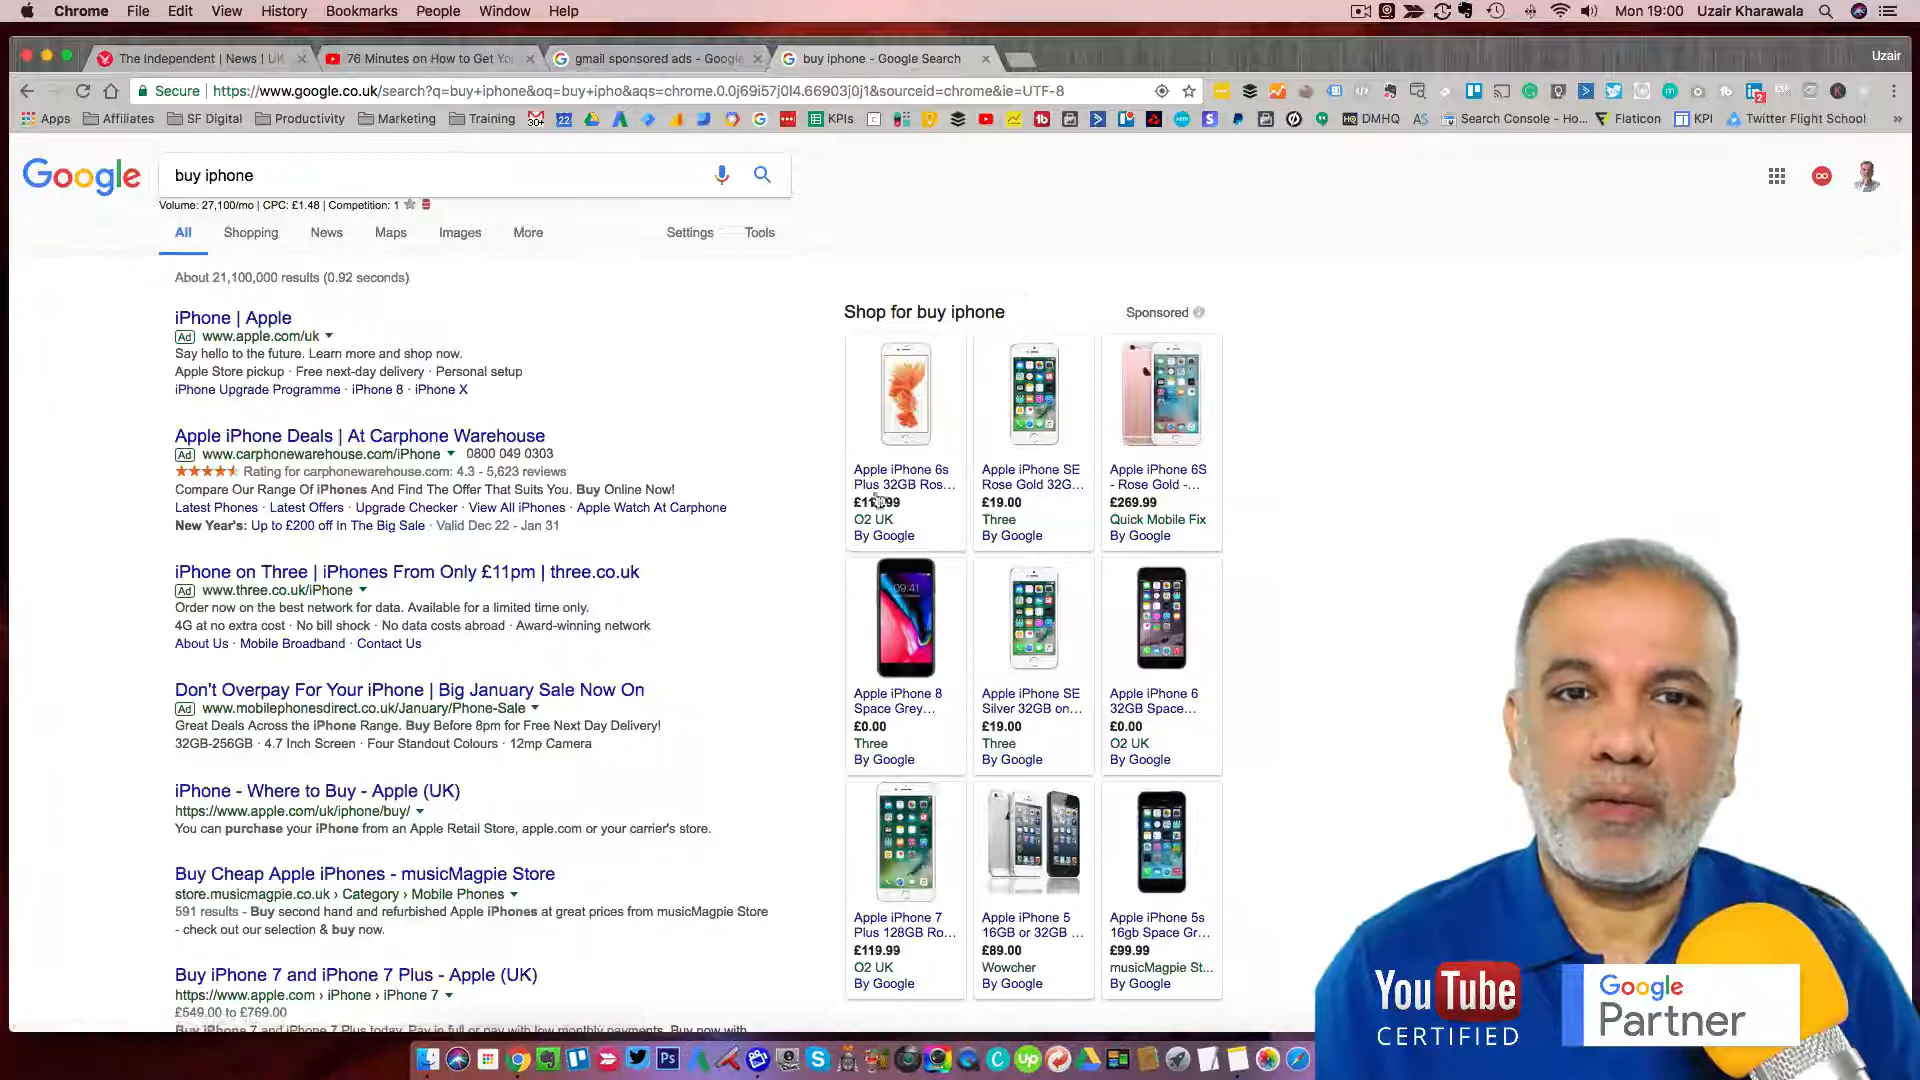 Chrome File Edit View History Bookmarks People Window Help Mon 19:00 Uzair Kharawala
The Independent | News | UK 76 Minutes on How to Get Yo gmail sponsored ads - Google buy iphone - Google Search Uzair
Secure https://www.google.co.uk/search?q=buy+iphone&oq=buy+ipho&aqs=chrome.0.0j69i57j0l4.66903j0j1&sourceid=chrome&ie=UTF-8
Apps Affiliates SF Digital Productivity Marketing Training KPIs DMHQ Search Console - Ho... Flaticon KPI Twitter Flight School »
Google buy iphone
Volume: 27,100/mo | CPC: £1.48 | Competition: 1
All Shopping News Maps Images More Settings Tools
About 21,100,000 results (0.92 seconds)
iPhone | Apple
Ad www.apple.com/uk
Say hello to the future. Learn more and shop now.
Apple Store pickup · Free next-day delivery · Personal setup
iPhone Upgrade Programme · iPhone 8 · iPhone X
Apple iPhone Deals | At Carphone Warehouse
Ad www.carphonewarehouse.com/iPhone 0800 049 0303
Rating for carphonewarehouse.com: 4.3 - 5,623 reviews
Compare Our Range Of iPhones And Find The Offer That Suits You. Buy Online Now!
Latest Phones · Latest Offers · Upgrade Checker · View All iPhones · Apple Watch At Carphone
New Year's: Up to £200 off In The Big Sale · Valid Dec 22 - Jan 31
iPhone on Three | iPhones From Only £11pm | three.co.uk
Ad www.three.co.uk/iPhone
Order now on the best network for data. Available for a limited time only.
4G at no extra cost · No bill shock · No data costs abroad · Award-winning network
About Us · Mobile Broadband · Contact Us
Don't Overpay For Your iPhone | Big January Sale Now On
Ad www.mobilephonesdirect.co.uk/January/Phone-Sale
Great Deals Across the iPhone Range. Buy Before 8pm for Free Next Day Delivery!
32GB-256GB · 4.7 Inch Screen · Four Standout Colours · 12mp Camera
iPhone - Where to Buy - Apple (UK)
https://www.apple.com/uk/iphone/buy/
You can purchase your iPhone from an Apple Retail Store, apple.com or your carrier's store.
Buy Cheap Apple iPhones - musicMagpie Store
store.musicmagpie.co.uk › Category › Mobile Phones
591 results - Buy second hand and refurbished Apple iPhones at great prices from musicMagpie Store
- check out our selection & buy now.
Buy iPhone 7 and iPhone 7 Plus - Apple (UK)
https://www.apple.com › iPhone › iPhone 7
£549.00 to £769.00
Buy iPhone 7 and iPhone 7 Plus today. Pay in full or pay with low monthly payments. Buy now with
Shop for buy iphone Sponsored
Apple iPhone 6s
Plus 32GB Ros...
O2 UK
By Google
Apple iPhone SE
Rose Gold 32G...
£19.00
Three
By Google
Apple iPhone 6S
- Rose Gold -...
£269.99
Quick Mobile Fix
By Google
Apple iPhone 8
Space Grey...
£0.00
Three
By Google
Apple iPhone SE
Silver 32GB on...
£19.00
Three
By Google
Apple iPhone 6
32GB Space...
£0.00
O2 UK
By Google
Apple iPhone 7
Plus 128GB Ro...
£119.99
O2 UK
By Google
Apple iPhone 5
16GB or 32GB ...
£89.00
Wowcher
By Google
Apple iPhone 5s
16gb Space Gr...
£99.99
musicMagpie St...
By Google
YouTube
CERTIFIED
Google
Partner